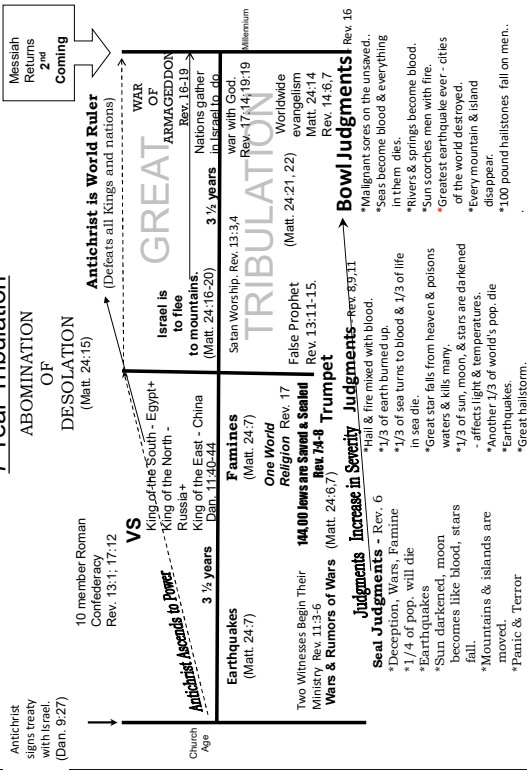 7 Year Tribulation
ABOMINATION
OF
DESOLATION
(Matt. 24:15)
Messiah
Returns
2nd
Coming
Antichrist
signs treaty
with Israel.
(Dan. 9:27)
10 member Roman
Confederacy
Rev. 13:1; 17:12
Antichrist is World Ruler
(Defeats all Kings and nations)
VS
King of the South - Egypt+
King of the North -
Russia+
King of the East - China
Dan. 11:40-44
Antichrist Ascends to Power
3 ½ years
GREAT
WAR
OF
ARMAGEDDON
Rev. 16-19
Israel is
to flee
to mountains.
(Matt. 24:16-20)
3 ½ years
Nations gather
in Israel to do
war with God.
Rev. 17:14;19:19
Church
Age
Millennium
Earthquakes
(Matt. 24:7)
Famines
(Matt. 24:7)
Satan Worship. Rev. 13:3,4
TRIBULATION
(Matt. 24:21, 22)
One World
Religion Rev. 17
False Prophet
Rev. 13:11-15.
Worldwide
evangelism
Matt. 24:14
Rev. 14:6,7
Two Witnesses Begin Their
Ministry Rev. 11:3-6
144,00 Jews are Saved & Sealed
Rev. 7:4-8
Wars & Rumors of Wars (Matt. 24:6,7)
Judgments Increase in Severity
Seal Judgments - Rev. 6
*Deception, Wars, Famine
*1/4 of pop. will die
*Earthquakes
*Sun darkened, moon
becomes like blood, stars
fall.
*Mountains & islands are
moved.
*Panic & Terror
Trumpet
Judgments - Rev. 8,9,11
*Hail & fire mixed with blood.
*1/3 of earth burned up.
*1/3 of sea turns to blood & 1/3 of life
in sea die.
*Great star falls from heaven & poisons
waters & kills many.
*1/3 of sun, moon, & stars are darkened
- affects light & temperatures.
*Another 1/3 of world's pop. die
*Earthquakes.
*Great hailstorm.
Bowl Judgments - Rev. 16
*Malignant sores on the unsaved..
*Seas become blood & everything
in them dies.
*Rivers & springs become blood.
*Sun scorches men with fire.
*Greatest earthquake ever - cities
of the world destroyed.
*Every mountain & island
disappear.
*100 pound hailstones fall on men..
.